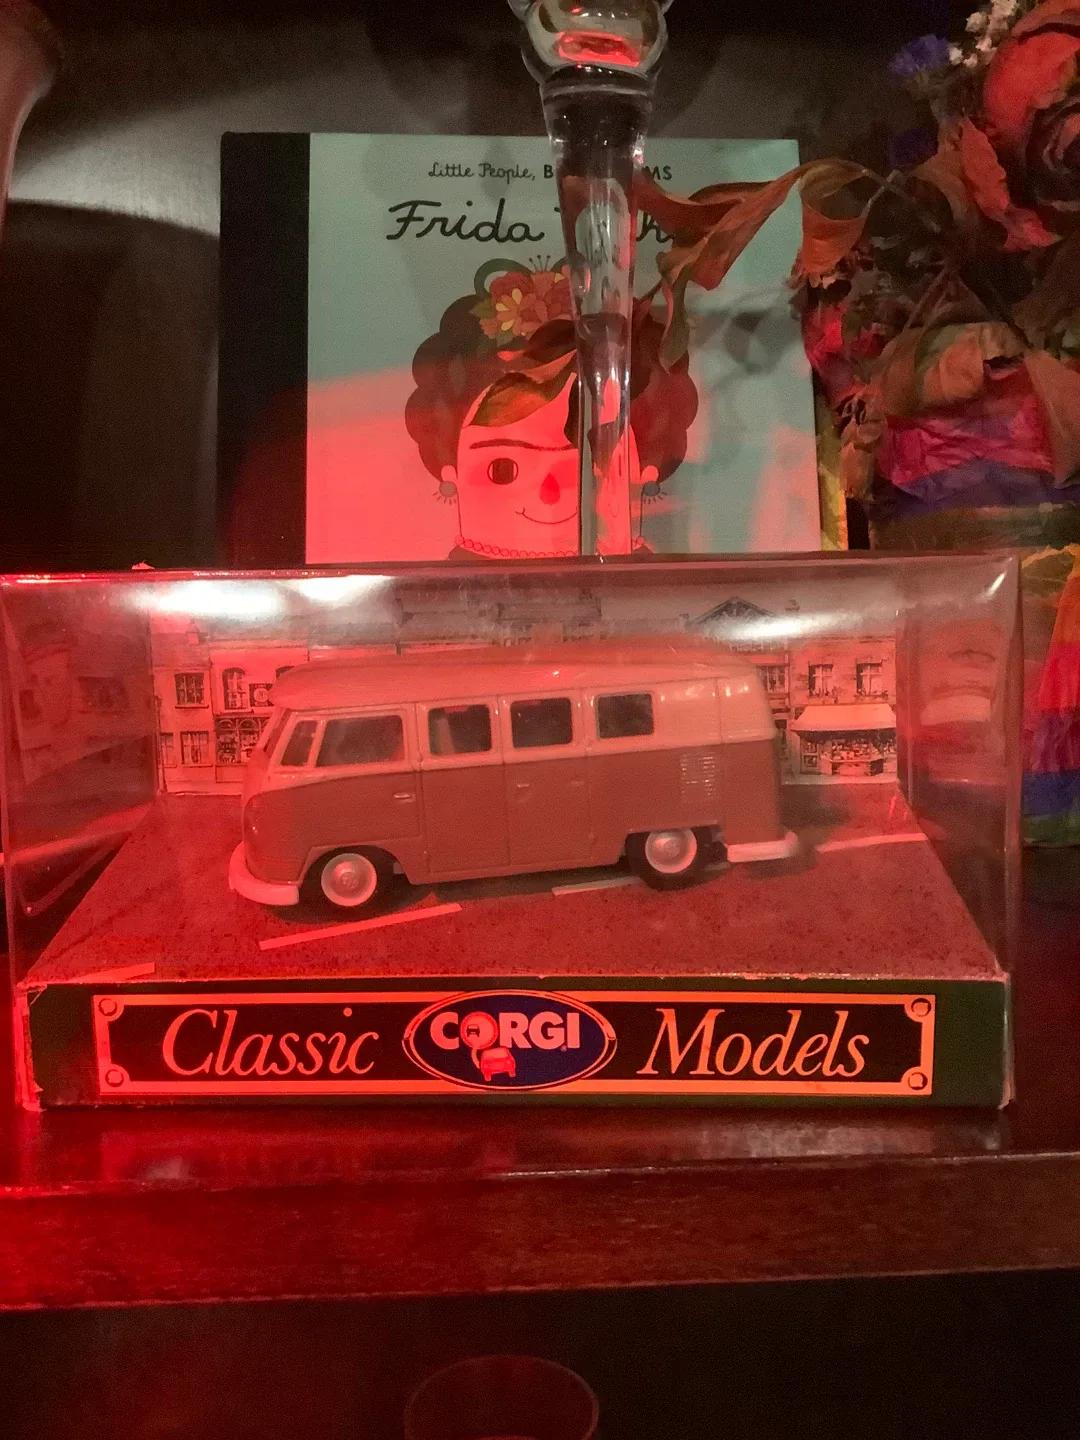 Little People, B MS
Frida
Classic CORGI Models